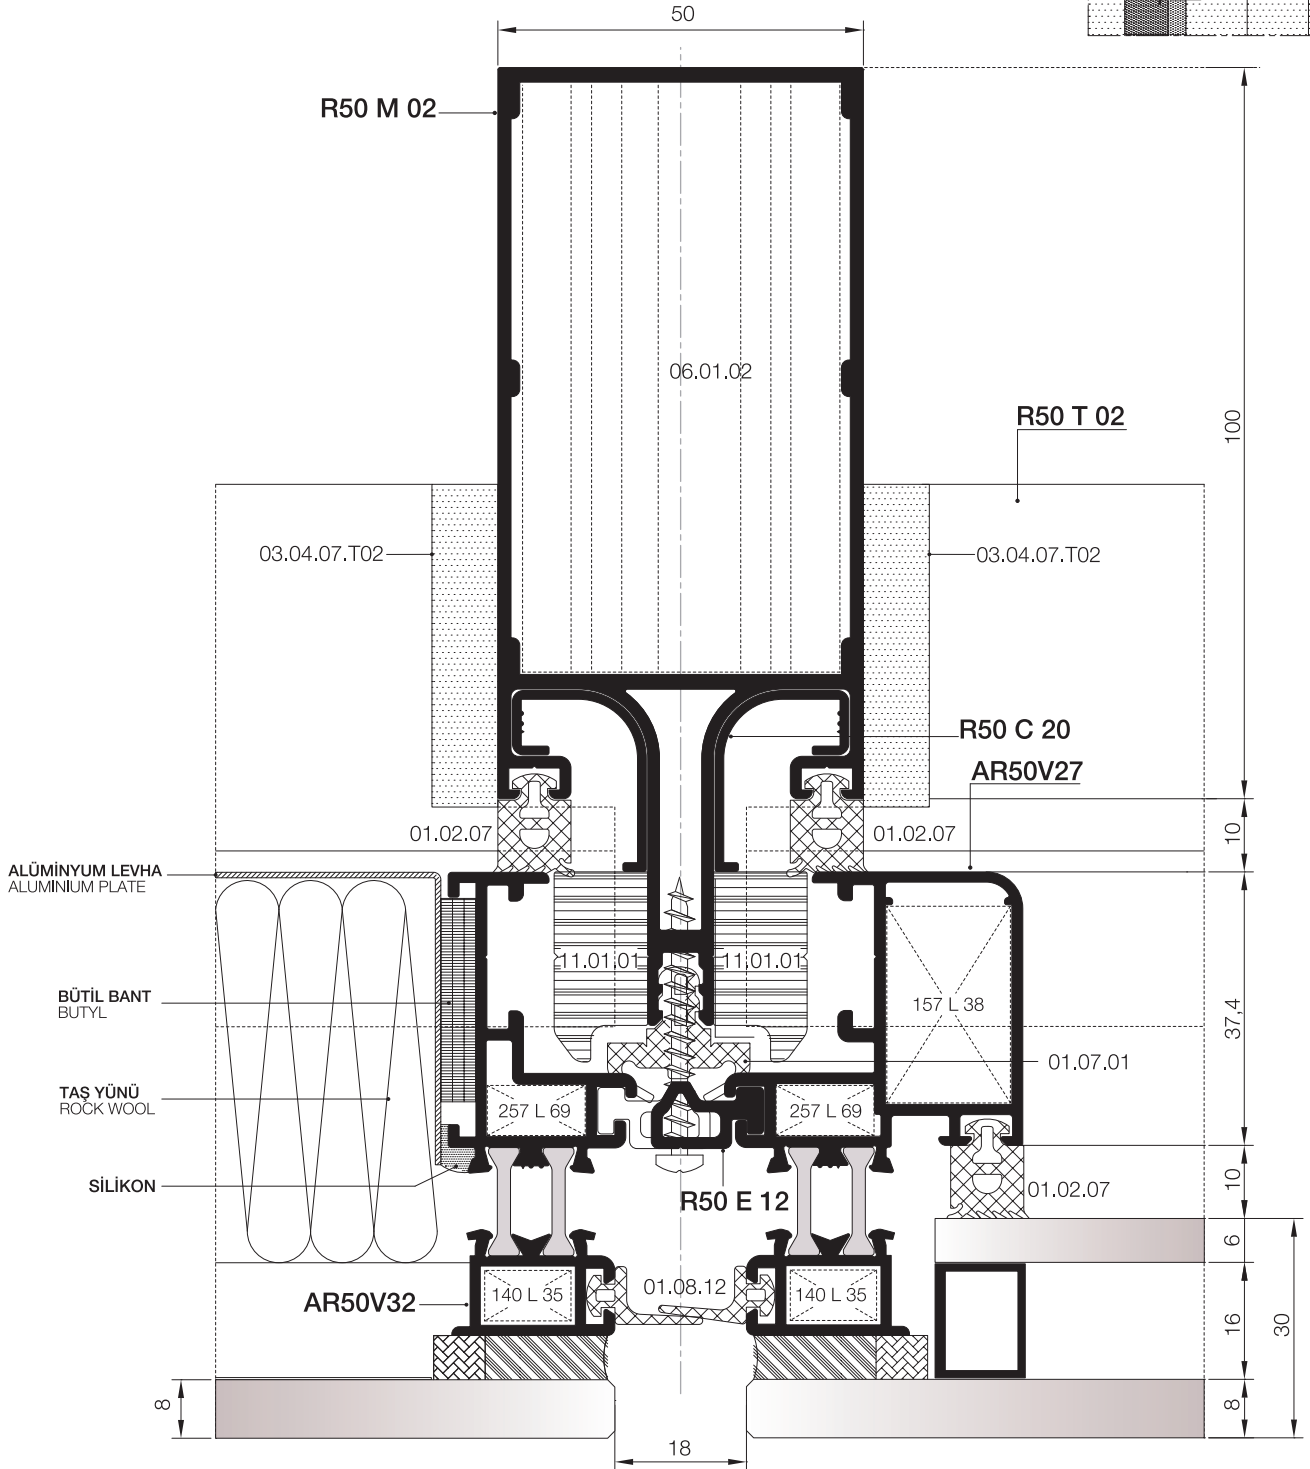 50
R50 M 02
06.01.02
R50 T 02
100
03.04.07.T02
03.04.07.T02
R50 C 20
AR50V27
01.02.07
01.02.07
10
ALÜMİNYUM LEVHA
ALUMINIUM PLATE
11.01.01
11.01.01
BÜTİL BANT
BUTYL
157 L 38
37,4
01.07.01
TAŞ YÜNÜ
ROCK WOOL
257 L 69
257 L 69
SİLİKON
R50 E 12
01.02.07
10
6
AR50V32
140 L 35
01.08.12
140 L 35
16
30
8
8
18